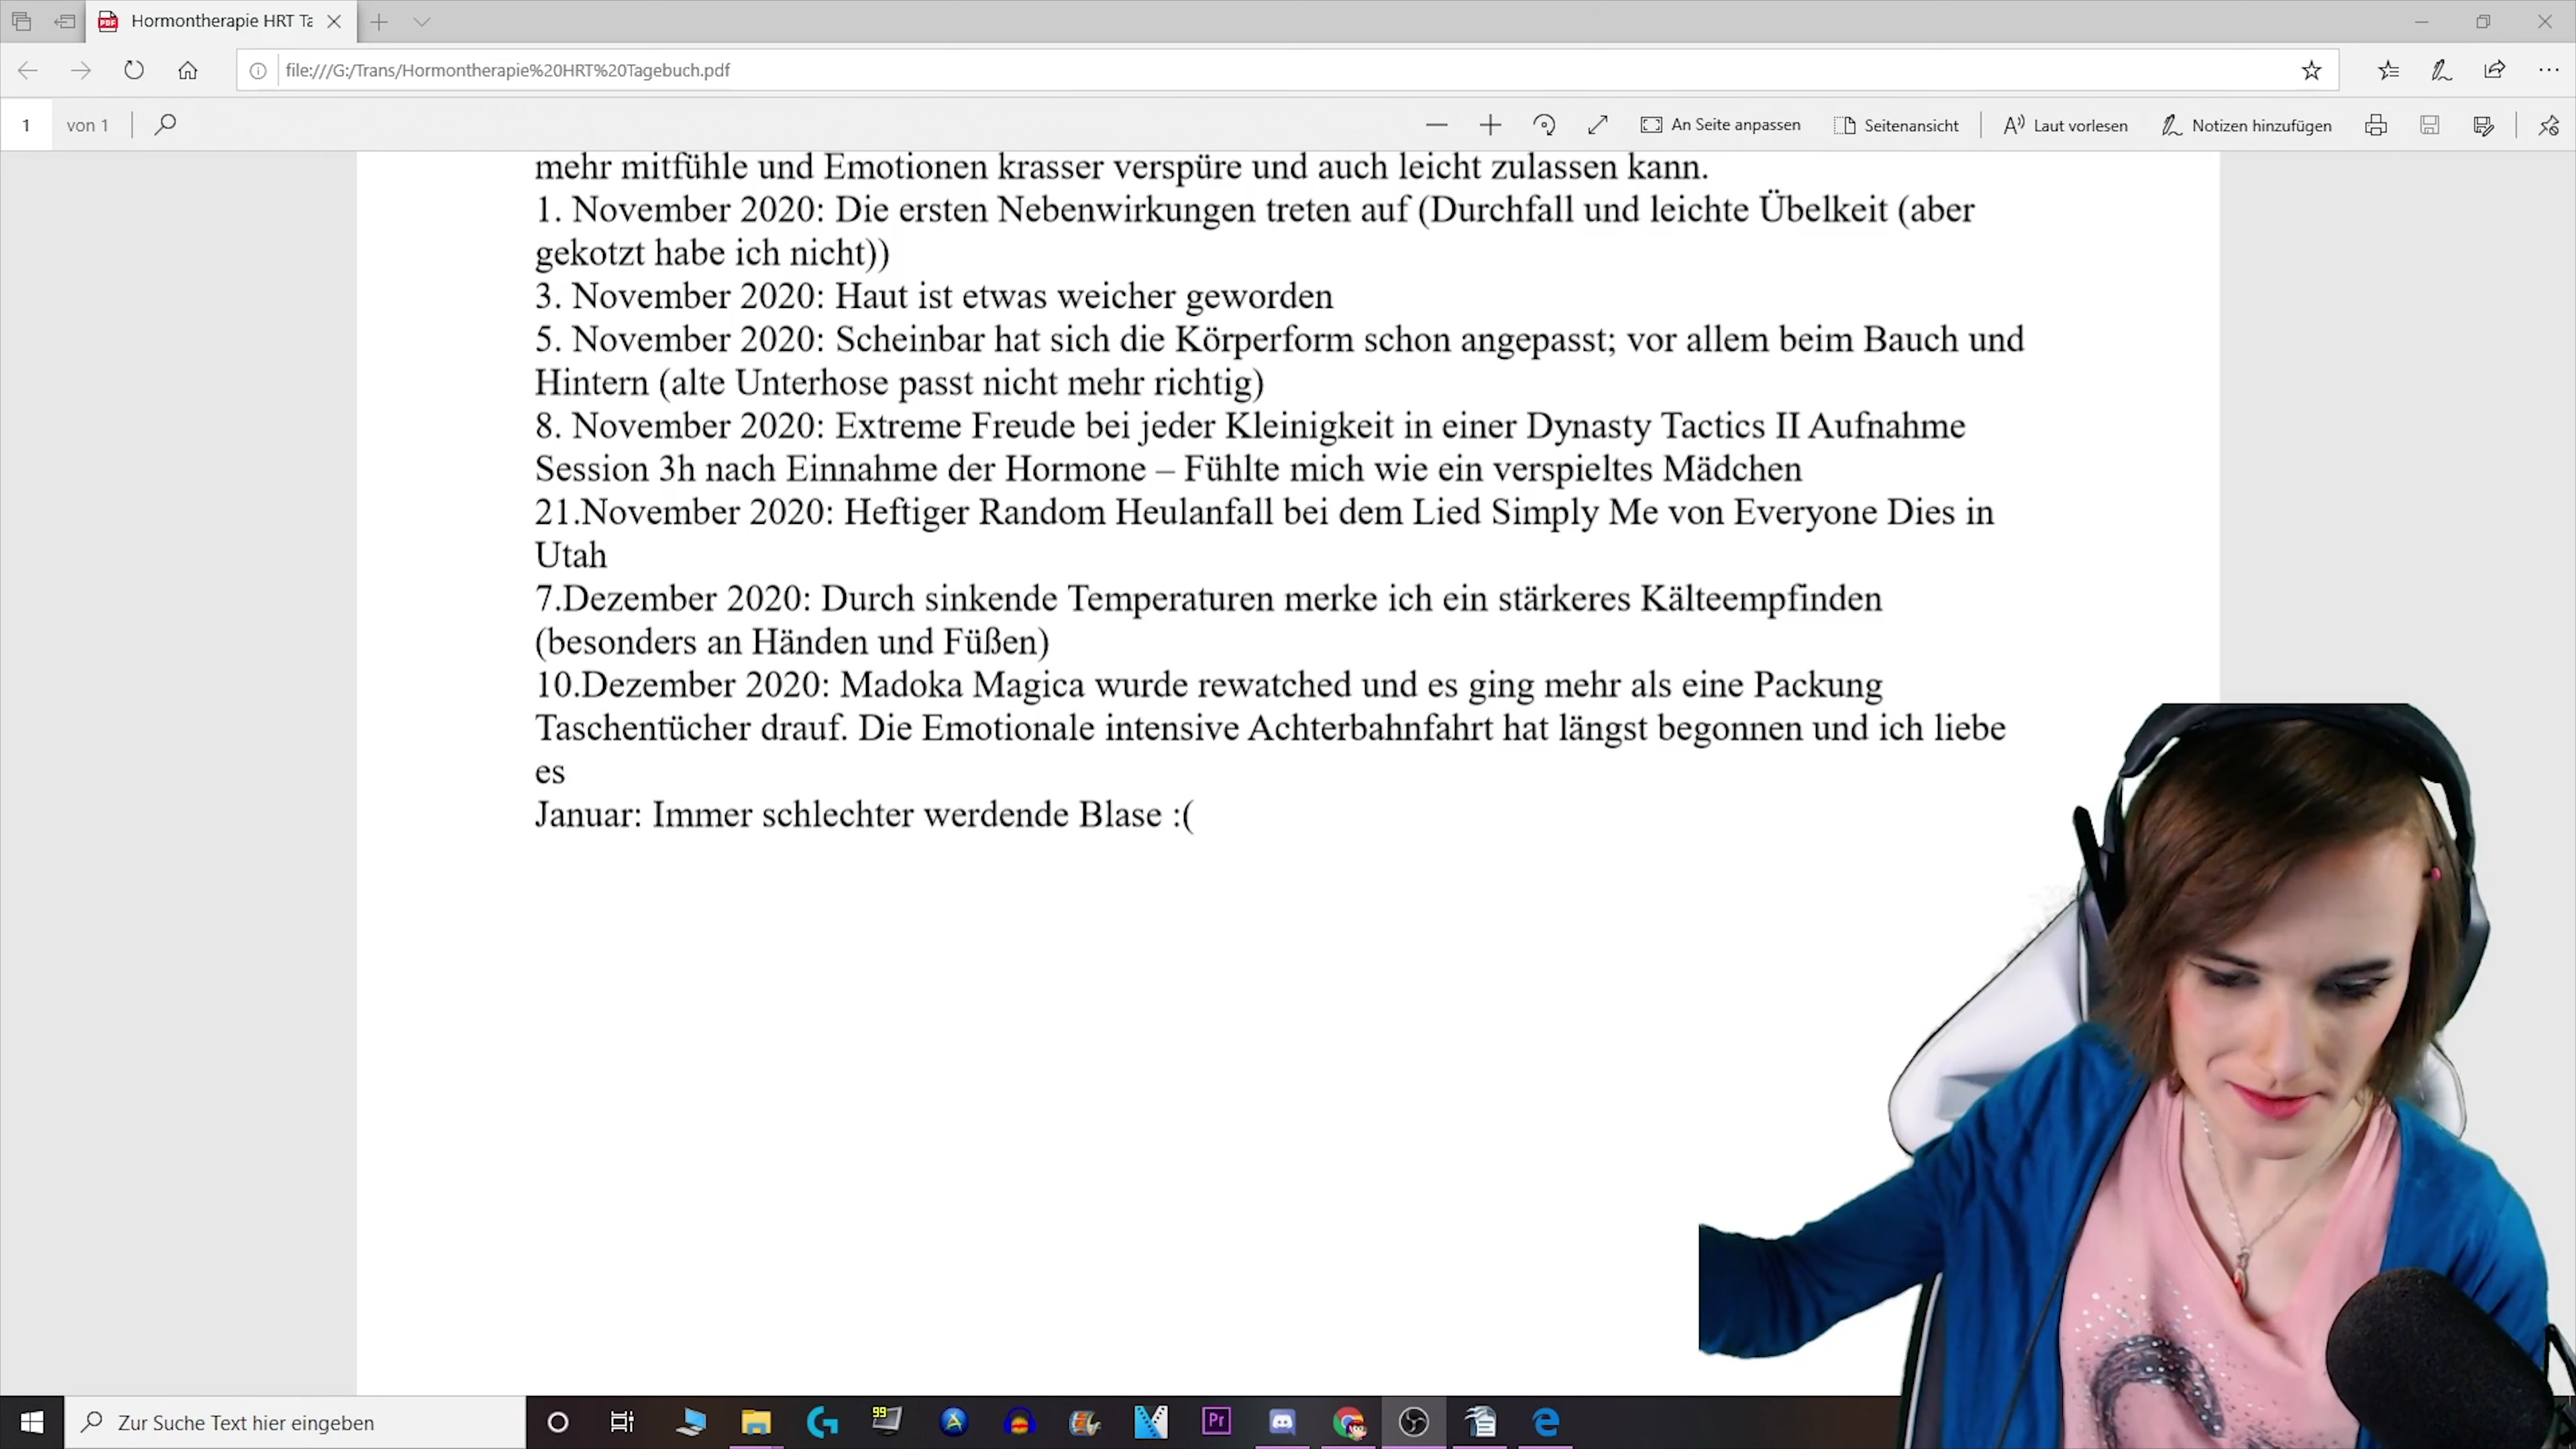 Hormontherapie HRT Ta
file:///G:/Trans/Hormontherapie%20HRT%20Tagebuch.pdf
1 von 1 An Seite anpassen Seitenansicht Laut vorlesen Notizen hinzufügen
mehr mitfühle und Emotionen krasser verspüre und auch leicht zulassen kann.
1. November 2020: Die ersten Nebenwirkungen treten auf (Durchfall und leichte Übelkeit (aber
gekotzt habe ich nicht))
3. November 2020: Haut ist etwas weicher geworden
5. November 2020: Scheinbar hat sich die Körperform schon angepasst; vor allem beim Bauch und
Hintern (alte Unterhose passt nicht mehr richtig)
8. November 2020: Extreme Freude bei jeder Kleinigkeit in einer Dynasty Tactics II Aufnahme
Session 3h nach Einnahme der Hormone – Fühlte mich wie ein verspieltes Mädchen
21.November 2020: Heftiger Random Heulanfall bei dem Lied Simply Me von Everyone Dies in
Utah
7.Dezember 2020: Durch sinkende Temperaturen merke ich ein stärkeres Kälteempfinden
(besonders an Händen und Füßen)
10.Dezember 2020: Madoka Magica wurde rewatched und es ging mehr als eine Packung
Taschentücher drauf. Die Emotionale intensive Achterbahnfahrt hat längst begonnen und ich liebe
es
Januar: Immer schlechter werdende Blase :(
Zur Suche Text hier eingeben 99 Pr